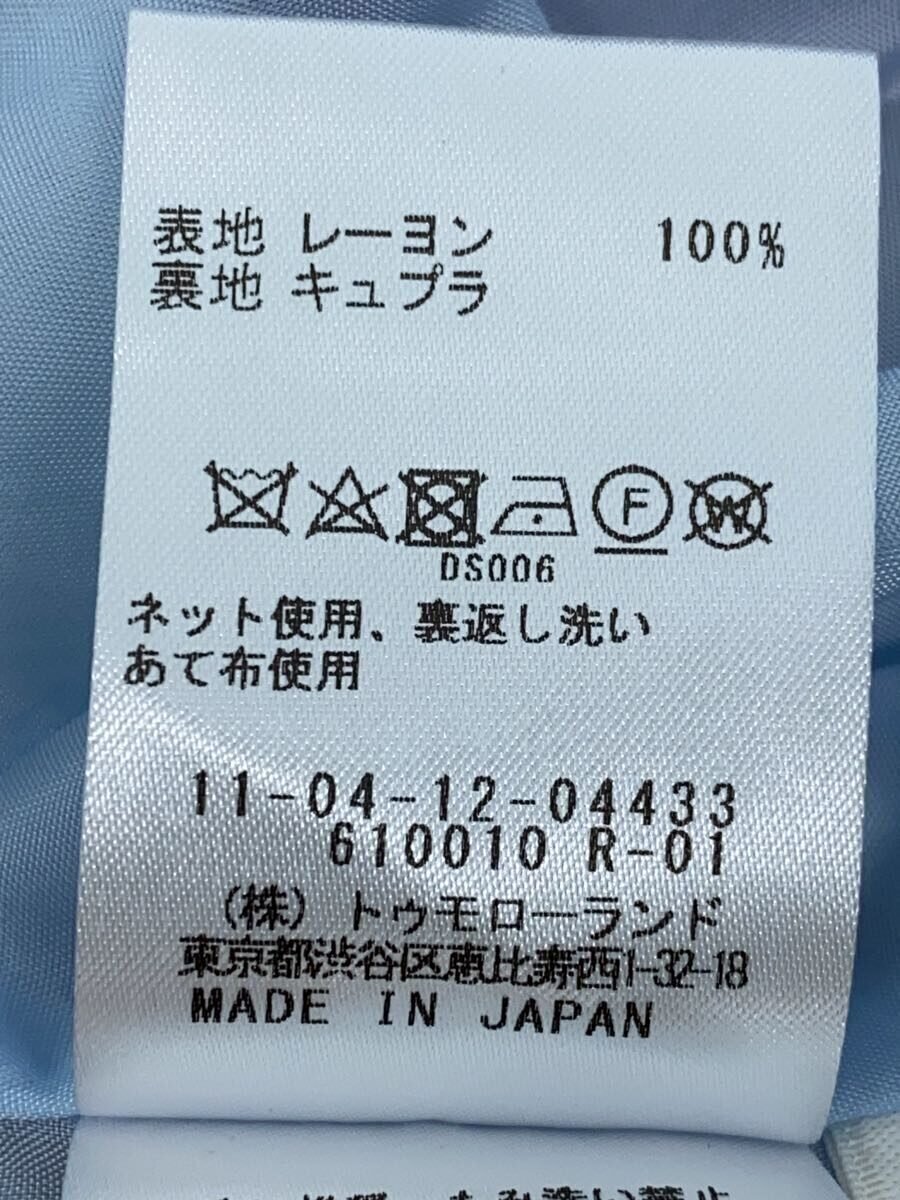 表地 レーヨン 100%
裏地 キュプラ
F W
DS006
ネット使用、裏返し洗い
あて布使用
11-04-12-04433
610010 R-01
(株) トゥモローランド
東京都渋谷区恵比寿西1-32-18
MADE IN JAPAN